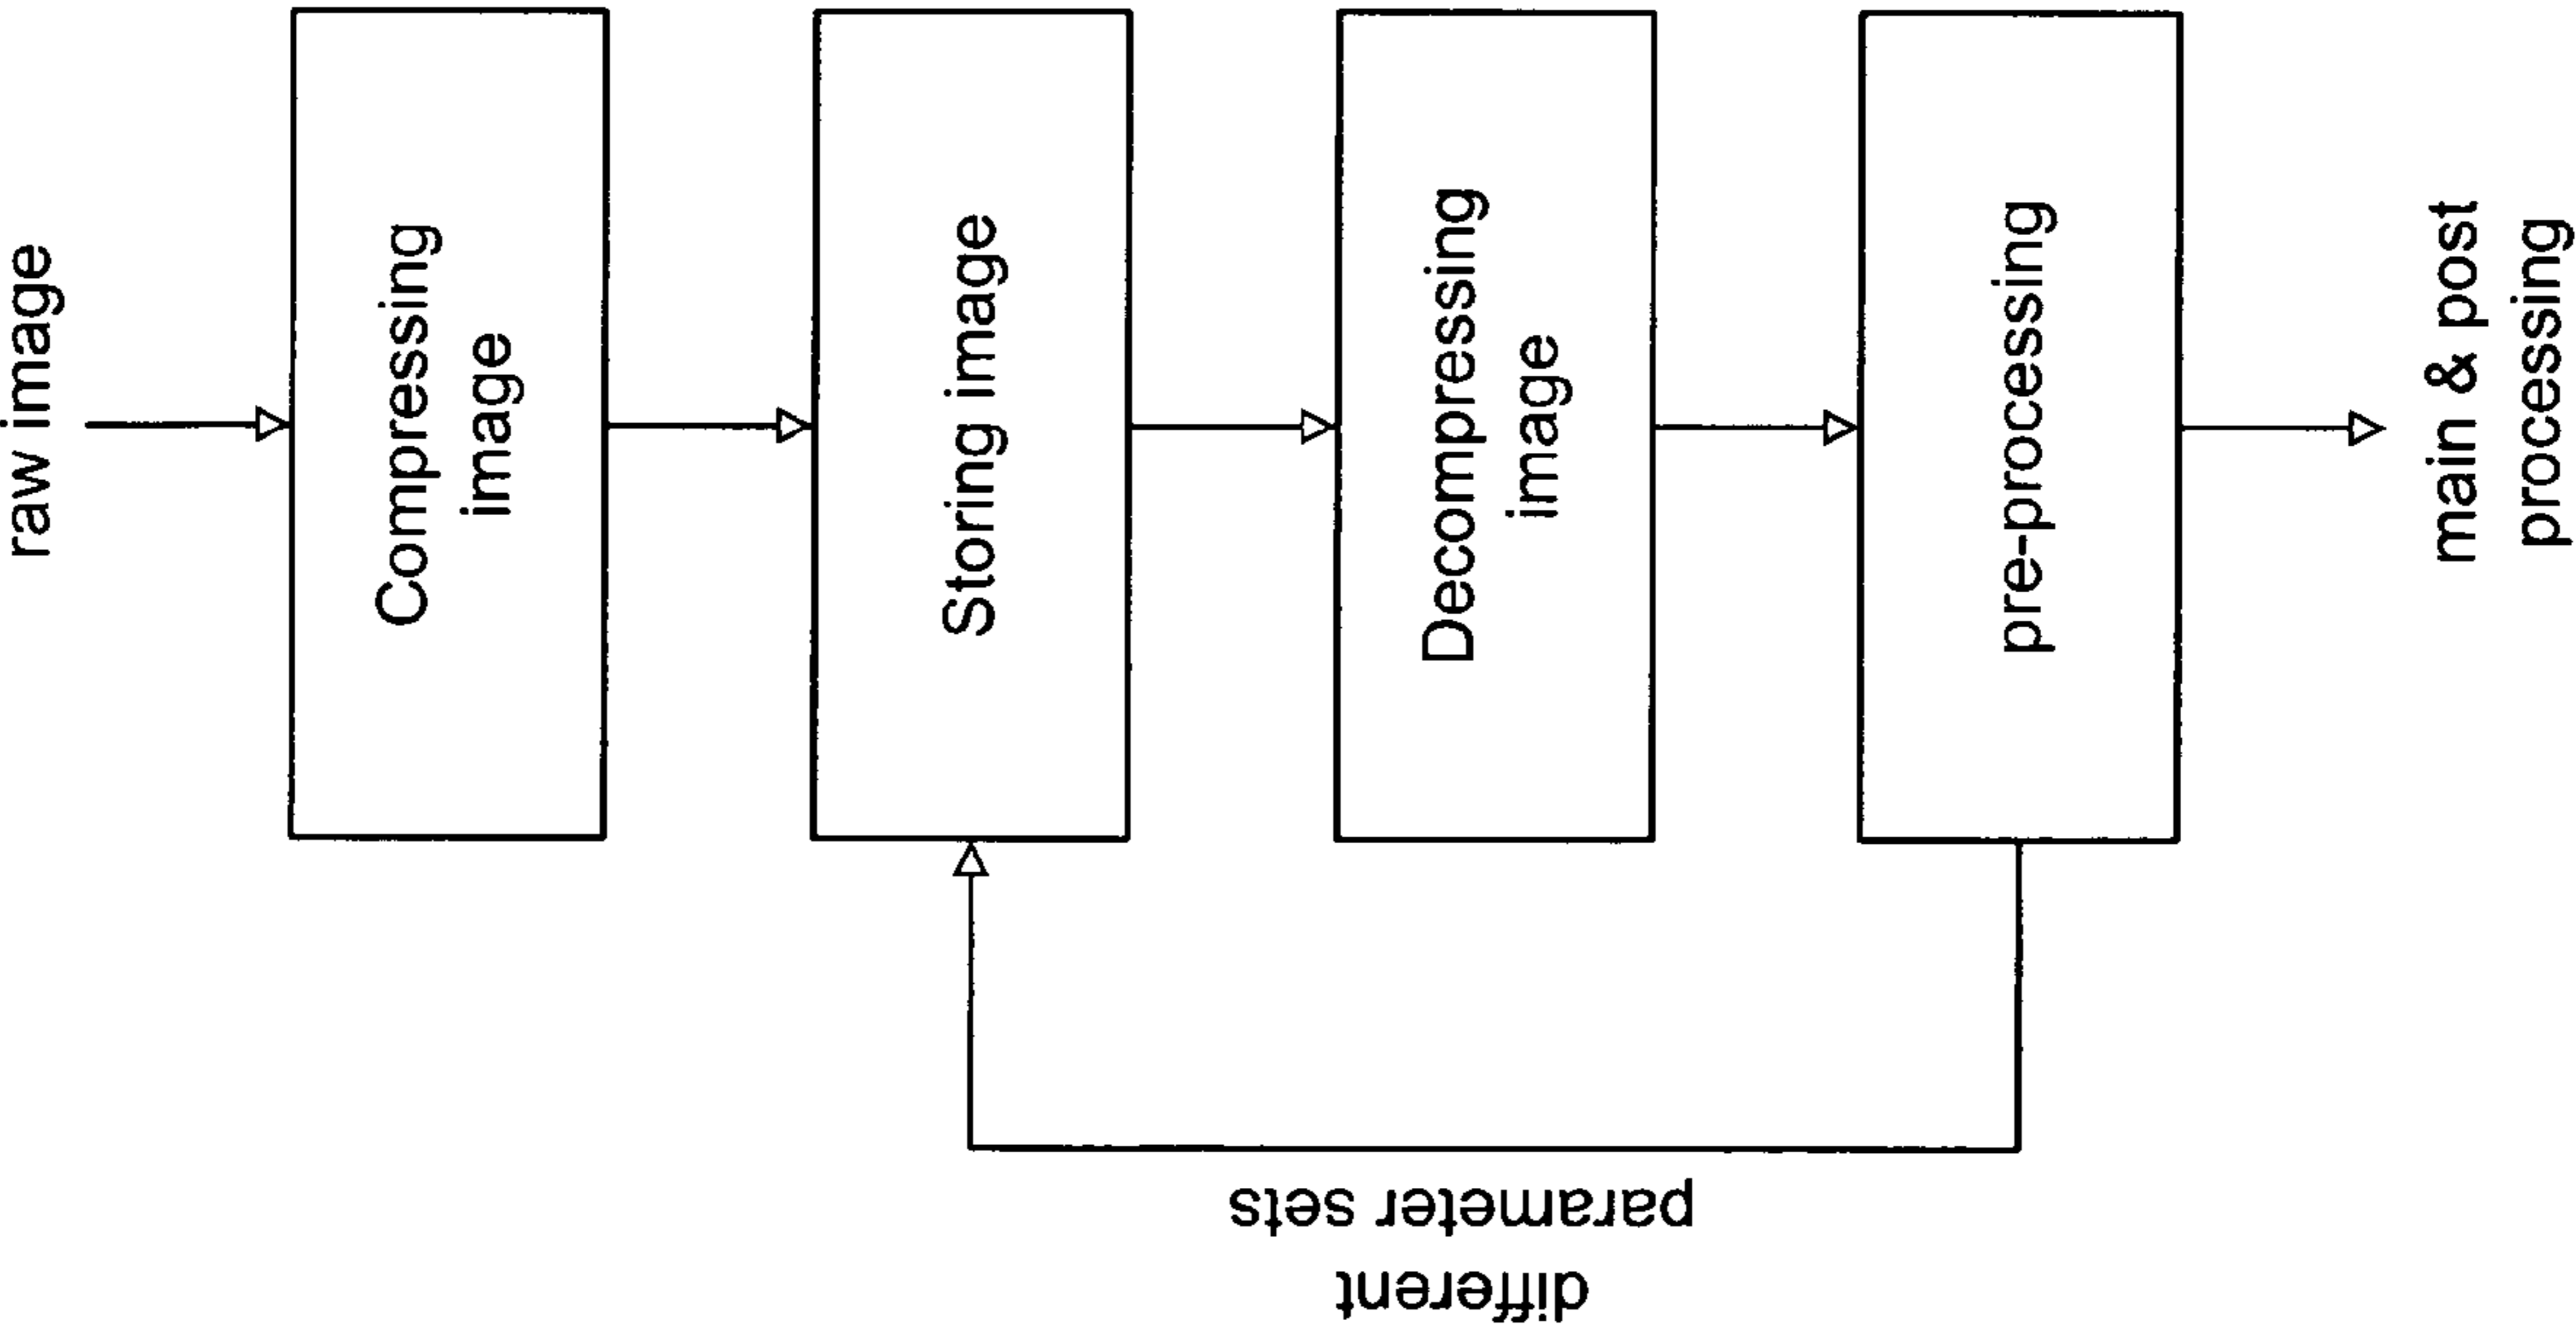 raw image
Compressing
image
Storing image
Decompressing
image
pre-processing
main & post
processing
different
parameter sets